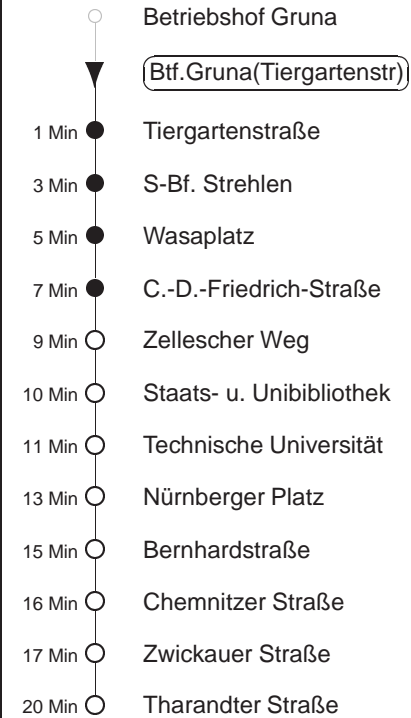 Betriebshof Gruna
Btf.Gruna(Tiergartenstr)
1 Min Tiergartenstraße
3 Min S-Bf. Strehlen
5 Min Wasaplatz
7 Min C.-D.-Friedrich-Straße
9 Min Zellescher Weg
10 Min Staats- u. Unibibliothek
11 Min Technische Universität
13 Min Nürnberger Platz
15 Min Bernhardstraße
16 Min Chemnitzer Straße
17 Min Zwickauer Straße
20 Min Tharandter Straße